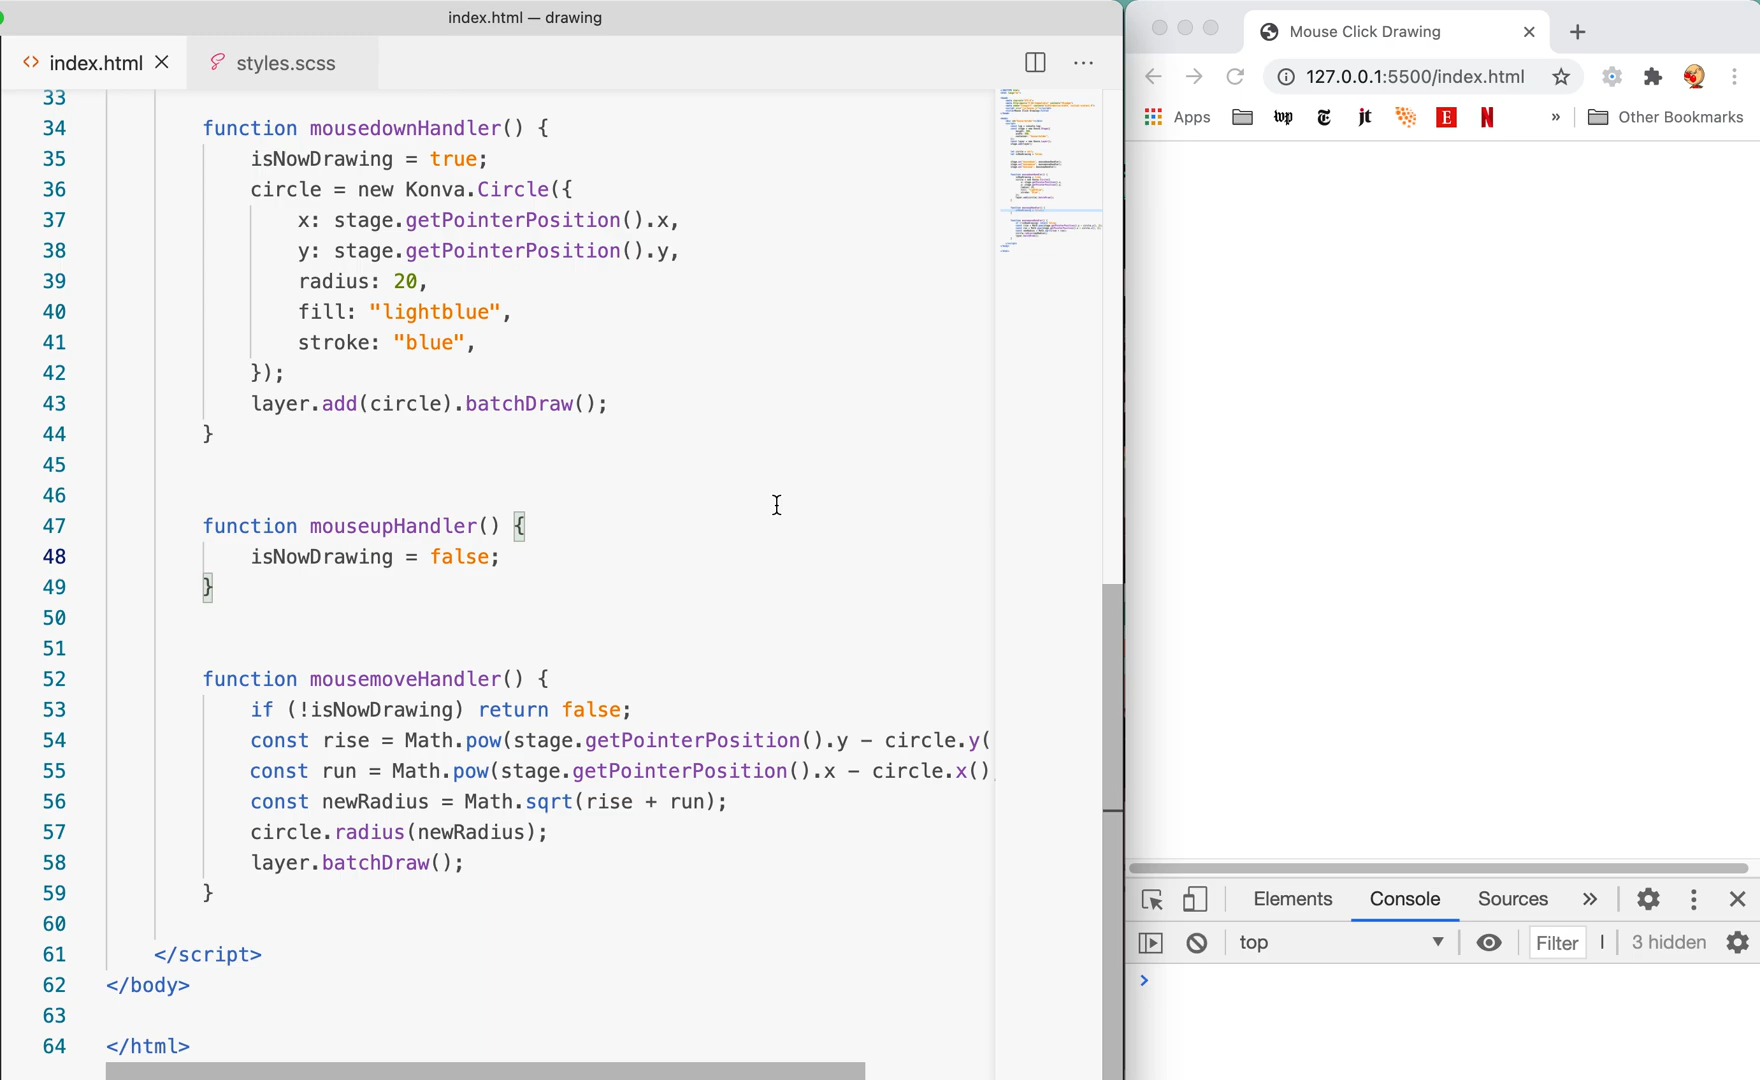 index.html — drawing
index.html
styles.scss
33
34 function mousedownHandler() {
35 isNowDrawing = true;
36 circle = new Konva.Circle({
37 x: stage.getPointerPosition().x,
38 y: stage.getPointerPosition().y,
39 radius: 20,
40 fill: "lightblue",
41 stroke: "blue",
42 });
43 layer.add(circle).batchDraw();
44 }
45
46
47 function mouseupHandler() {
48 isNowDrawing = false;
49 }
50
51
52 function mousemoveHandler() {
53 if (!isNowDrawing) return false;
54 const rise = Math.pow(stage.getPointerPosition().y - circle.y(
55 const run = Math.pow(stage.getPointerPosition().x - circle.x()
56 const newRadius = Math.sqrt(rise + run);
57 circle.radius(newRadius);
58 layer.batchDraw();
59 }
60
61 </script>
62 </body>
63
64 </html>
Mouse Click Drawing
127.0.0.1:5500/index.html
Apps wp T jt E N » Other Bookmarks
Elements Console Sources »
top Filter 3 hidden